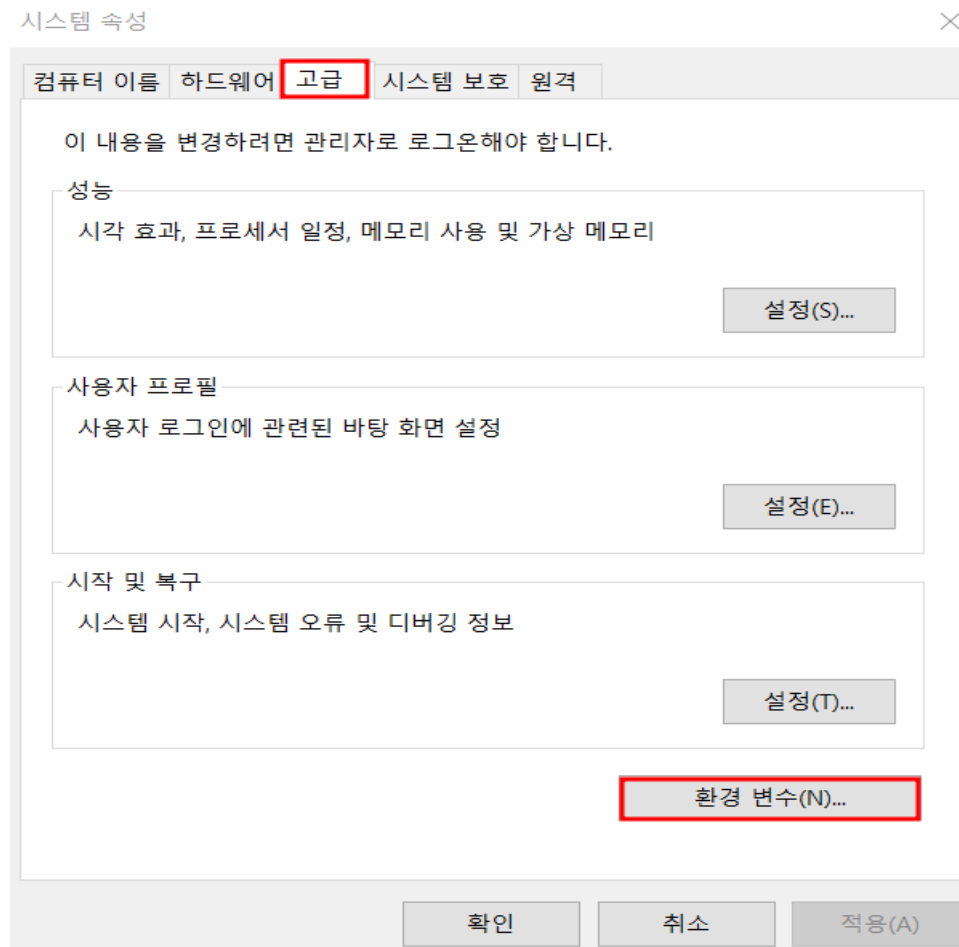 시스템 속성
컴퓨터 이름 하드웨어 고급 시스템 보호 원격
이 내용을 변경하려면 관리자로 로그온해야 합니다.
성능
시각 효과, 프로세서 일정, 메모리 사용 및 가상 메모리
설정(S)...
사용자 프로필
사용자 로그인에 관련된 바탕 화면 설정
설정(E)...
시작 및 복구
시스템 시작, 시스템 오류 및 디버깅 정보
설정(T)...
환경 변수(N)...
확인 취소 적용(A)